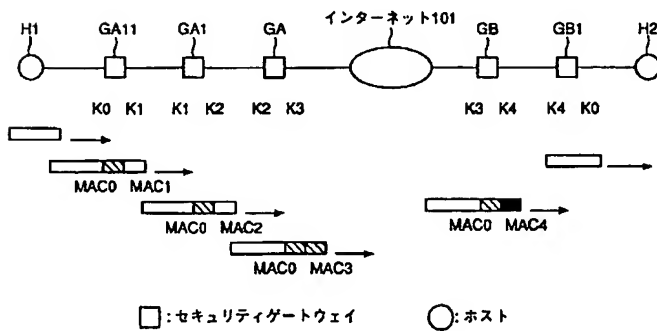 インターネット101
H1 GA11 GA1 GA GB GB1 H2
K0 K1 K1 K2 K2 K3 K3 K4 K4 K0
MAC0 MAC1
MAC0 MAC2 MAC0 MAC4
MAC0 MAC3
□:セキュリティゲートウェイ ○:ホスト